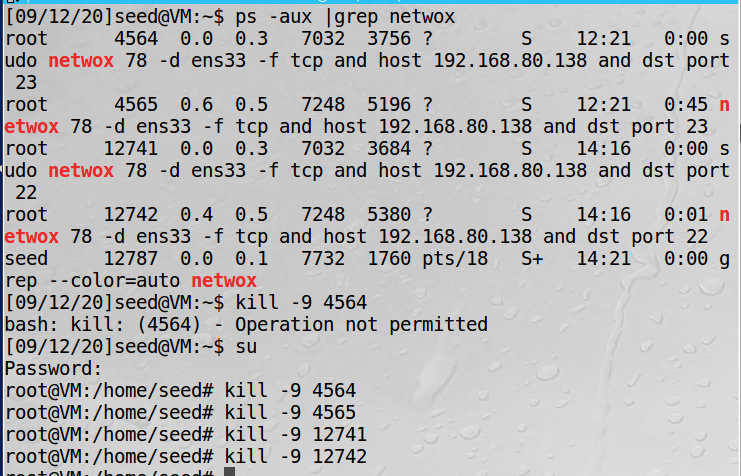 [09/12/20]seed@VM:~$ ps -aux |grep netwox
root      4564  0.0  0.3   7032  3756 ?        S    12:21   0:00 s
udo netwox 78 -d ens33 -f tcp and host 192.168.80.138 and dst port
 23
root      4565  0.6  0.5   7248  5196 ?        S    12:21   0:45 n
etwox 78 -d ens33 -f tcp and host 192.168.80.138 and dst port 23
root     12741  0.0  0.3   7032  3684 ?        S    14:16   0:00 s
udo netwox 78 -d ens33 -f tcp and host 192.168.80.138 and dst port
 22
root     12742  0.4  0.5   7248  5380 ?        S    14:16   0:01 n
etwox 78 -d ens33 -f tcp and host 192.168.80.138 and dst port 22
seed     12787  0.0  0.1   7732  1760 pts/18   S+   14:21   0:00 g
rep --color=auto netwox
[09/12/20]seed@VM:~$ kill -9 4564
bash: kill: (4564) - Operation not permitted
[09/12/20]seed@VM:~$ su
Password:
root@VM:/home/seed# kill -9 4564
root@VM:/home/seed# kill -9 4565
root@VM:/home/seed# kill -9 12741
root@VM:/home/seed# kill -9 12742
root@VM:/home/seed#